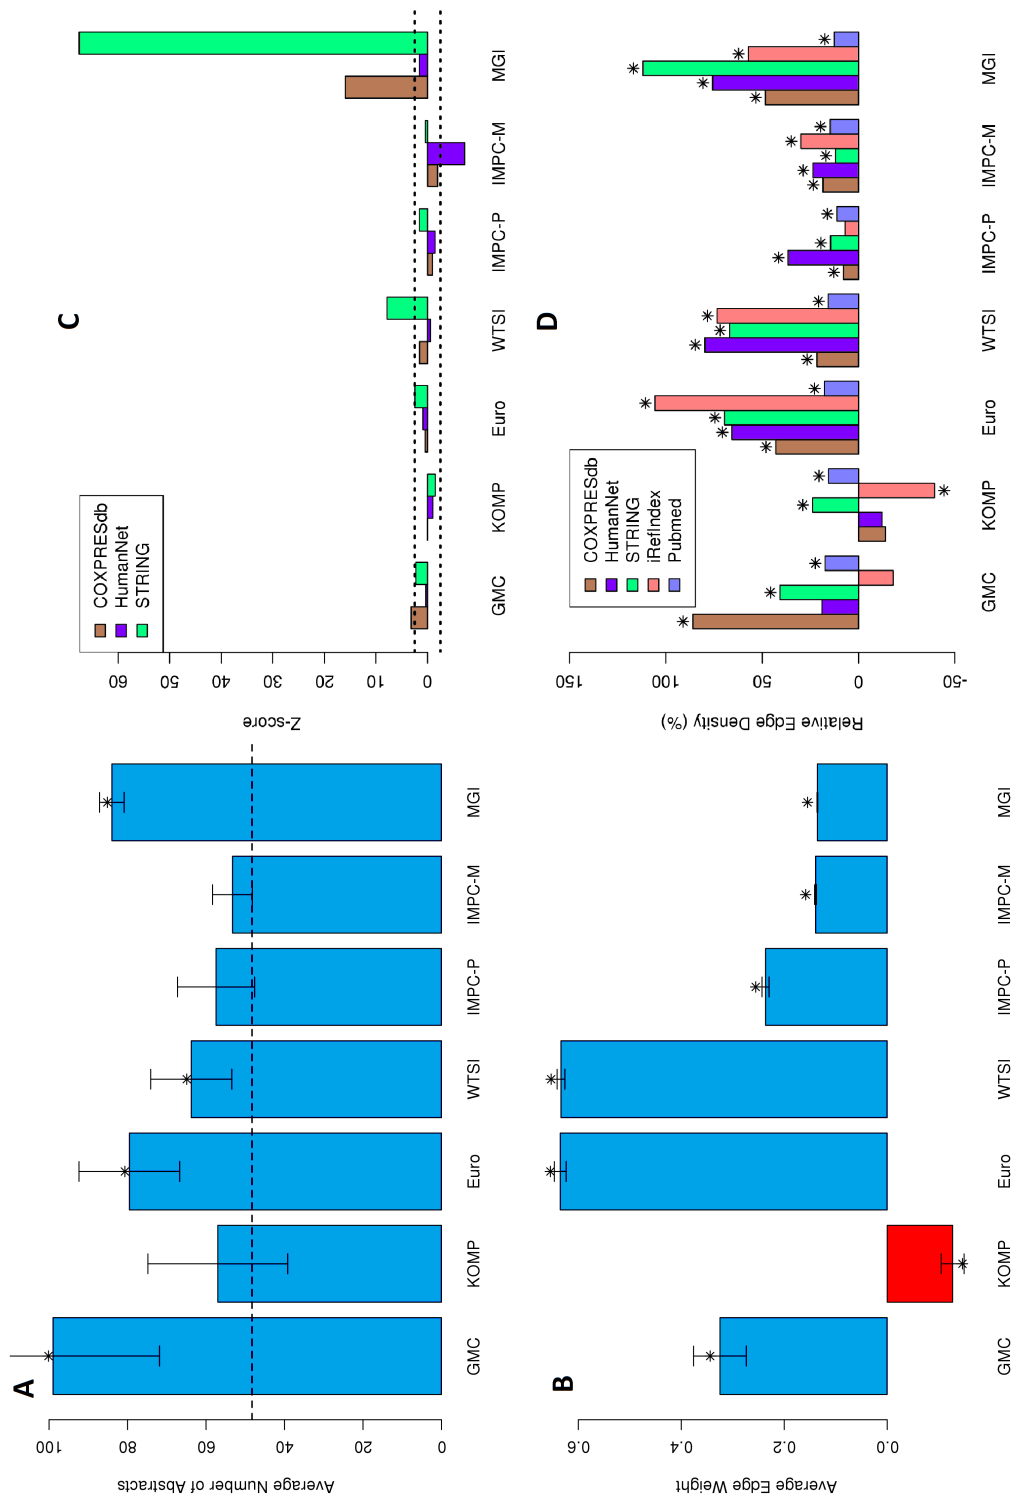 A
Average Number of Abstracts
0
20
40
60
80
100
GMC
KOMP
Euro
WTSI
IMPC-P
IMPC-M
MGI
B
Average Edge Weight
0.0
0.2
0.4
0.6
GMC
KOMP
Euro
WTSI
IMPC-P
IMPC-M
MGI
C
Z-score
0
10
20
30
40
50
60
COXPRESdb
HumanNet
STRING
GMC
KOMP
Euro
WTSI
IMPC-P
IMPC-M
MGI
D
Relative Edge Density (%)
-50
0
50
100
150
COXPRESdb
HumanNet
STRING
iRefIndex
Pubmed
GMC
KOMP
Euro
WTSI
IMPC-P
IMPC-M
MGI